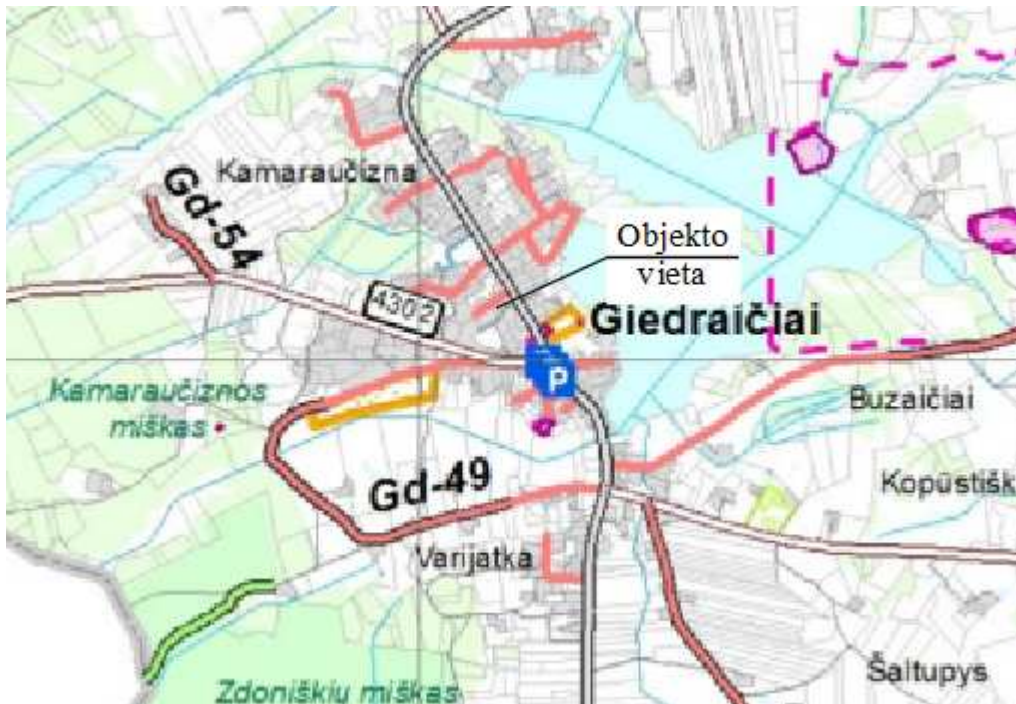 Kamaraučizna
Gd-54
Objekto
vieta
4302
Giedraičiai
P
Kamaraučiznos
miškas
Buzaičiai
Gd-49
Kopūstišk
Varijatka
Šaltupys
Zdoniškių miškas